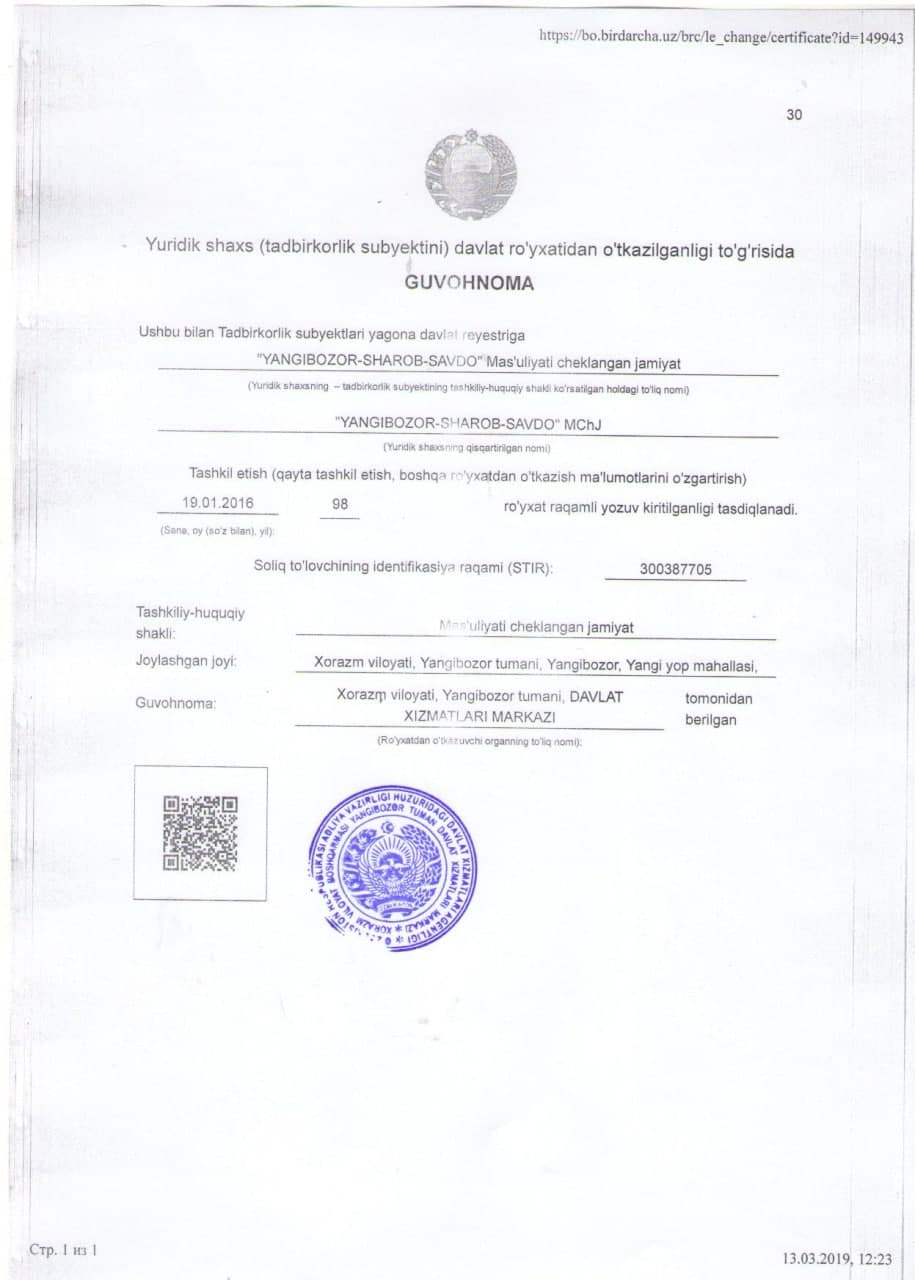 https://bo.birdarcha.uz/brc/le_change/certificate?id=149943
30
Yuridik shaxs (tadbirkorlik subyektini) davlat ro'yxatidan o'tkazilganligi to'g'risida
GUVOHNOMA
Ushbu bilan Tadbirkorlik subyektlari yagona davlat reyestriga
"YANGIBOZOR-SHAROB-SAVDO" Mas'uliyati cheklangan jamiyat
(Yuridik shaxsning – tadbirkorlik subyektining tashkiliy-huquqiy shakli ko'rsatilgan holdagi to'liq nomi)
"YANGIBOZOR-SHAROB-SAVDO" MChJ
(Yuridik shaxsning qisqartirilgan nomi)
Tashkil etish (qayta tashkil etish, boshqa ro'yxatdan o'tkazish ma'lumotlarini o'zgartirish)
19.01.2016 98 ro'yxat raqamli yozuv kiritilganligi tasdiqlanadi.
(Sana, oy (so'z bilan), yil):
Soliq to'lovchining identifikasiya raqami (STIR): 300387705
Tashkiliy-huquqiy
shakli: Mas'uliyati cheklangan jamiyat
Joylashgan joyi: Xorazm viloyati, Yangibozor tumani, Yangibozor, Yangi yop mahallasi,
Guvohnoma: Xorazm viloyati, Yangibozor tumani, DAVLAT tomonidan
XIZMATLARI MARKAZI berilgan
(Ro'yxatdan o'tkazuvchi organning to'liq nomi):
ADLIYA VAZIRLIGI HUZURIDAGI DAVLAT XIZMATLARI AGENTLIGI
XORAZM VILOYAT BOSHQARMASI YANGIBOZOR TUMAN DAVLAT XIZMATLARI MARKAZI
Стр. 1 из 1
13.03.2019, 12:23